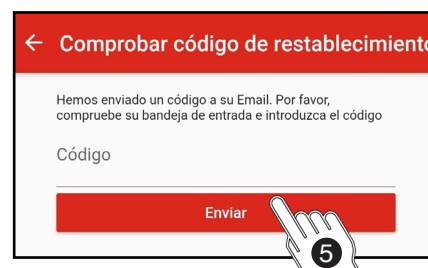 ← Comprobar código de restablecimiento
Hemos enviado un código a su Email. Por favor,
compruebe su bandeja de entrada e introduzca el código
Código
Enviar
5